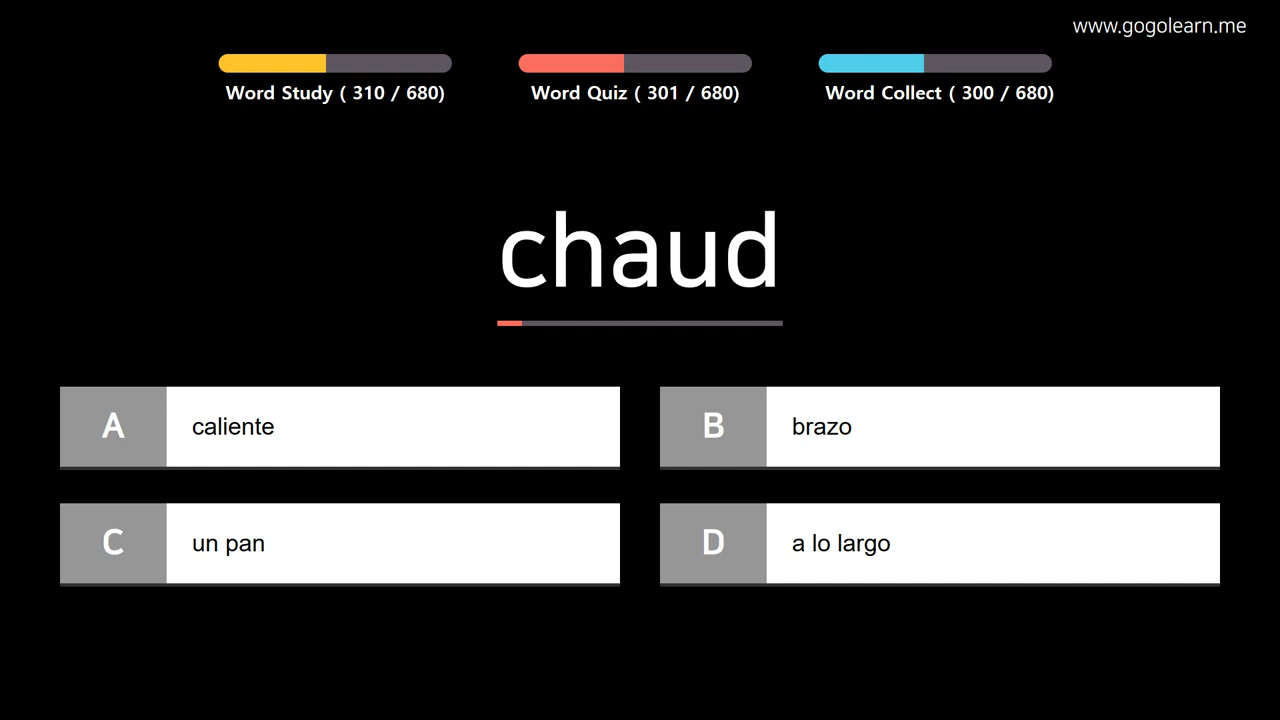 www.gogolearn.me
Word Study ( 310 / 680)
Word Quiz ( 301 / 680)
Word Collect ( 300 / 680)
chaud
A
caliente
B
brazo
C
un pan
D
a lo largo